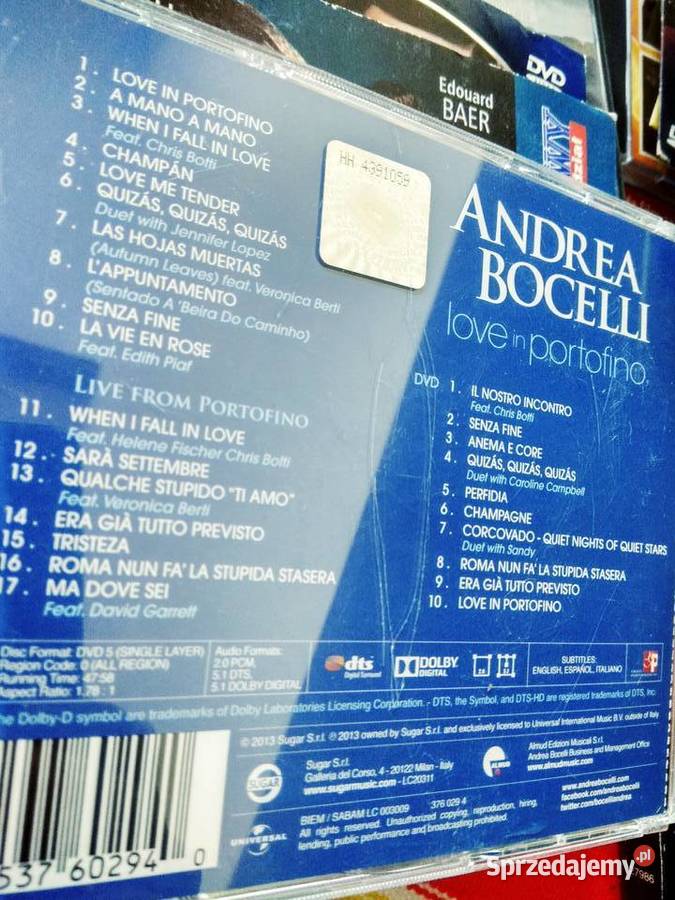 Edouard
BAER
DVD
HH 4391059
1. LOVE IN PORTOFINO
2. A MANO A MANO
3. WHEN I FALL IN LOVE
Feat. Chris Botti
4. CHAMPÁN
5. LOVE ME TENDER
6. QUIZÁS, QUIZÁS, QUIZÁS
Duet with Jennifer Lopez
7. LAS HOJAS MUERTAS
(Autumn Leaves) feat. Veronica Berti
8. L'APPUNTAMENTO
(Sentado A 'Beira Do Caminho)
9. SENZA FINE
10. LA VIE EN ROSE
Feat. Edith Piaf
LIVE FROM PORTOFINO
11. WHEN I FALL IN LOVE
Feat. Helene Fischer Chris Botti
12. SARÀ SETTEMBRE
13. QUALCHE STUPIDO "TI AMO"
Feat. Veronica Berti
14. ERA GIÀ TUTTO PREVISTO
15. TRISTEZA
16. ROMA NUN FA' LA STUPIDA STASERA
17. MA DOVE SEI
Feat. David Garrett
ANDREA
BOCELLI
love in portofino
DVD 1. IL NOSTRO INCONTRO
Feat. Chris Botti
2. SENZA FINE
3. ANEMA E CORE
4. QUIZÁS, QUIZÁS, QUIZÁS
Duet with Caroline Campbell
5. PERFIDIA
6. CHAMPAGNE
7. CORCOVADO - QUIET NIGHTS OF QUIET STARS
Duet with Sandy
8. ROMA NUN FA' LA STUPIDA STASERA
9. ERA GIÀ TUTTO PREVISTO
10. LOVE IN PORTOFINO
Disc Format: DVD 5 (SINGLE LAYER)
Region Code: 0 (ALL REGION)
Running Time: 47:58
Aspect Ratio: 1.78 : 1
Audio Formats:
2.0 PCM,
5.1 DTS,
5.1 DOLBY DIGITAL
dts
Digital Surround
DOLBY
DIGITAL
SUBTITLES:
ENGLISH, ESPAÑOL, ITALIANO
The Dolby-D symbol are trademarks of Dolby Laboratories Licensing Corporation. - DTS, the Symbol, and DTS-HD are registered trademarks of DTS, Inc.
© 2013 Sugar S.r.l. ℗ 2013 owned by Sugar S.r.l. and exclusively licensed to Universal International Music B.V. outside of Italy
SUGAR
Sugar S.r.l.
Galleria del Corso, 4 - 20122 Milan - Italy
www.sugarmusic.com - LC20311
ALMUD
Almud Edizioni Musicali S.r.l.
Andrea Bocelli Business and Management Office
www.almudmusic.com
UNIVERSAL
BIEM / SABAM LC 003009 376 029 4
All rights reserved. Unauthorized copying, reproduction, hiring,
lending, public performance and broadcasting prohibited.
www.andreabocelli.com
facebook.com/andreabocelli
twitter.com/bocelliandrea
537 60294 0
Sprzedajemy.pl